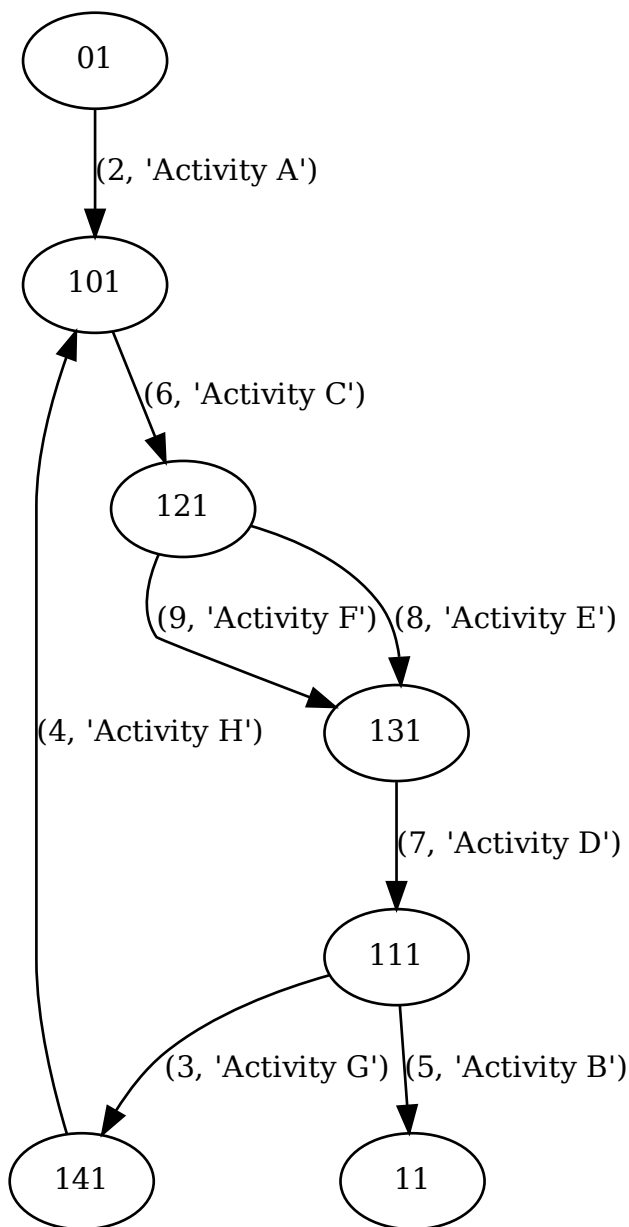 01
(2, 'Activity A')
101
(6, 'Activity C')
121
(9, 'Activity F') (8, 'Activity E')
131
(4, 'Activity H')
(7, 'Activity D')
111
(3, 'Activity G') (5, 'Activity B')
141 11